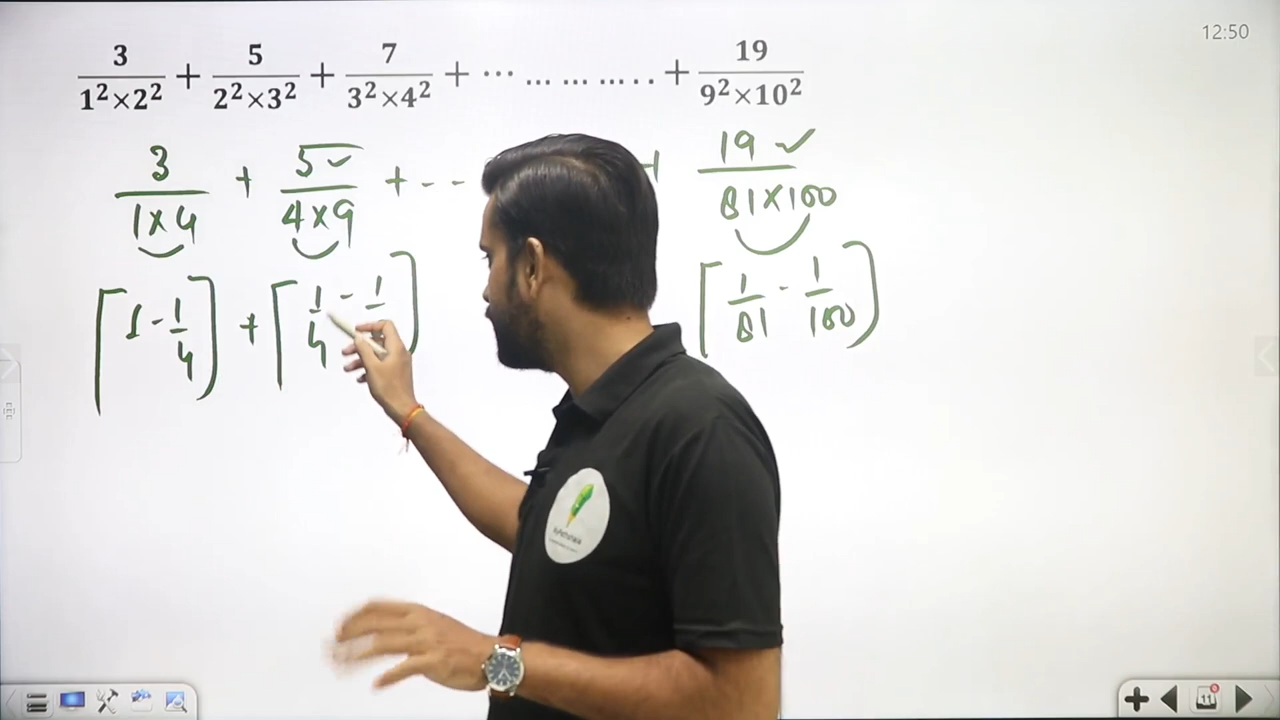 12:50
3/(1²×2²) + 5/(2²×3²) + 7/(3²×4²) + ⋯ … … … . . + 19/(9²×10²)
3/(1×4) + 5/(4×9) + - - 19/(81×100)
[1 - 1/4] + [1/4 - 1/ ] [1/81 - 1/100]
11